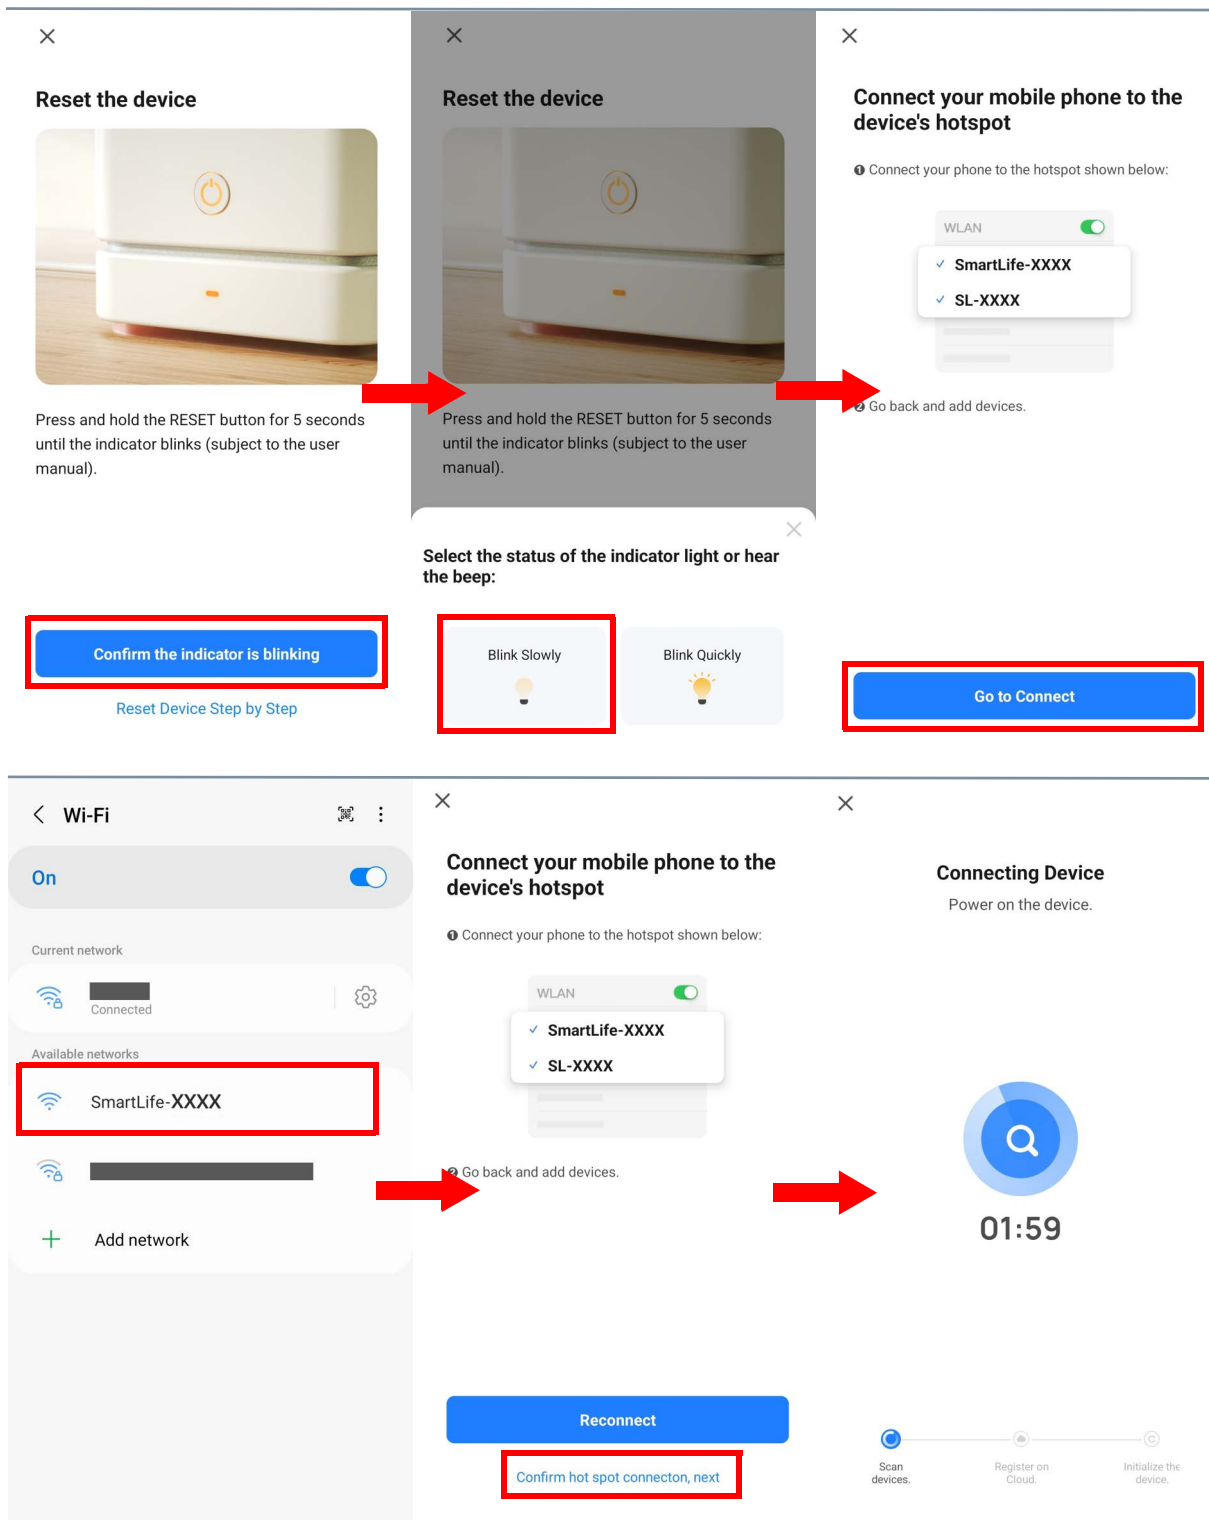 Reset the device
Press and hold the RESET button for 5 seconds
until the indicator blinks (subject to the user
manual).
Confirm the indicator is blinking
Reset Device Step by Step
Reset the device
Press and hold the RESET button for 5 seconds
until the indicator blinks (subject to the user
manual).
Select the status of the indicator light or hear
the beep:
Blink Slowly
Blink Quickly
Connect your mobile phone to the
device's hotspot
❶ Connect your phone to the hotspot shown below:
WLAN
SmartLife-XXXX
SL-XXXX
❷ Go back and add devices.
Go to Connect
Wi-Fi
On
Current network
Connected
Available networks
SmartLife-XXXX
Add network
Connect your mobile phone to the
device's hotspot
❶ Connect your phone to the hotspot shown below:
WLAN
SmartLife-XXXX
SL-XXXX
❷ Go back and add devices.
Reconnect
Confirm hot spot connecton, next
Connecting Device
Power on the device.
01:59
Scan
devices.
Register on
Cloud.
Initialize the
device.